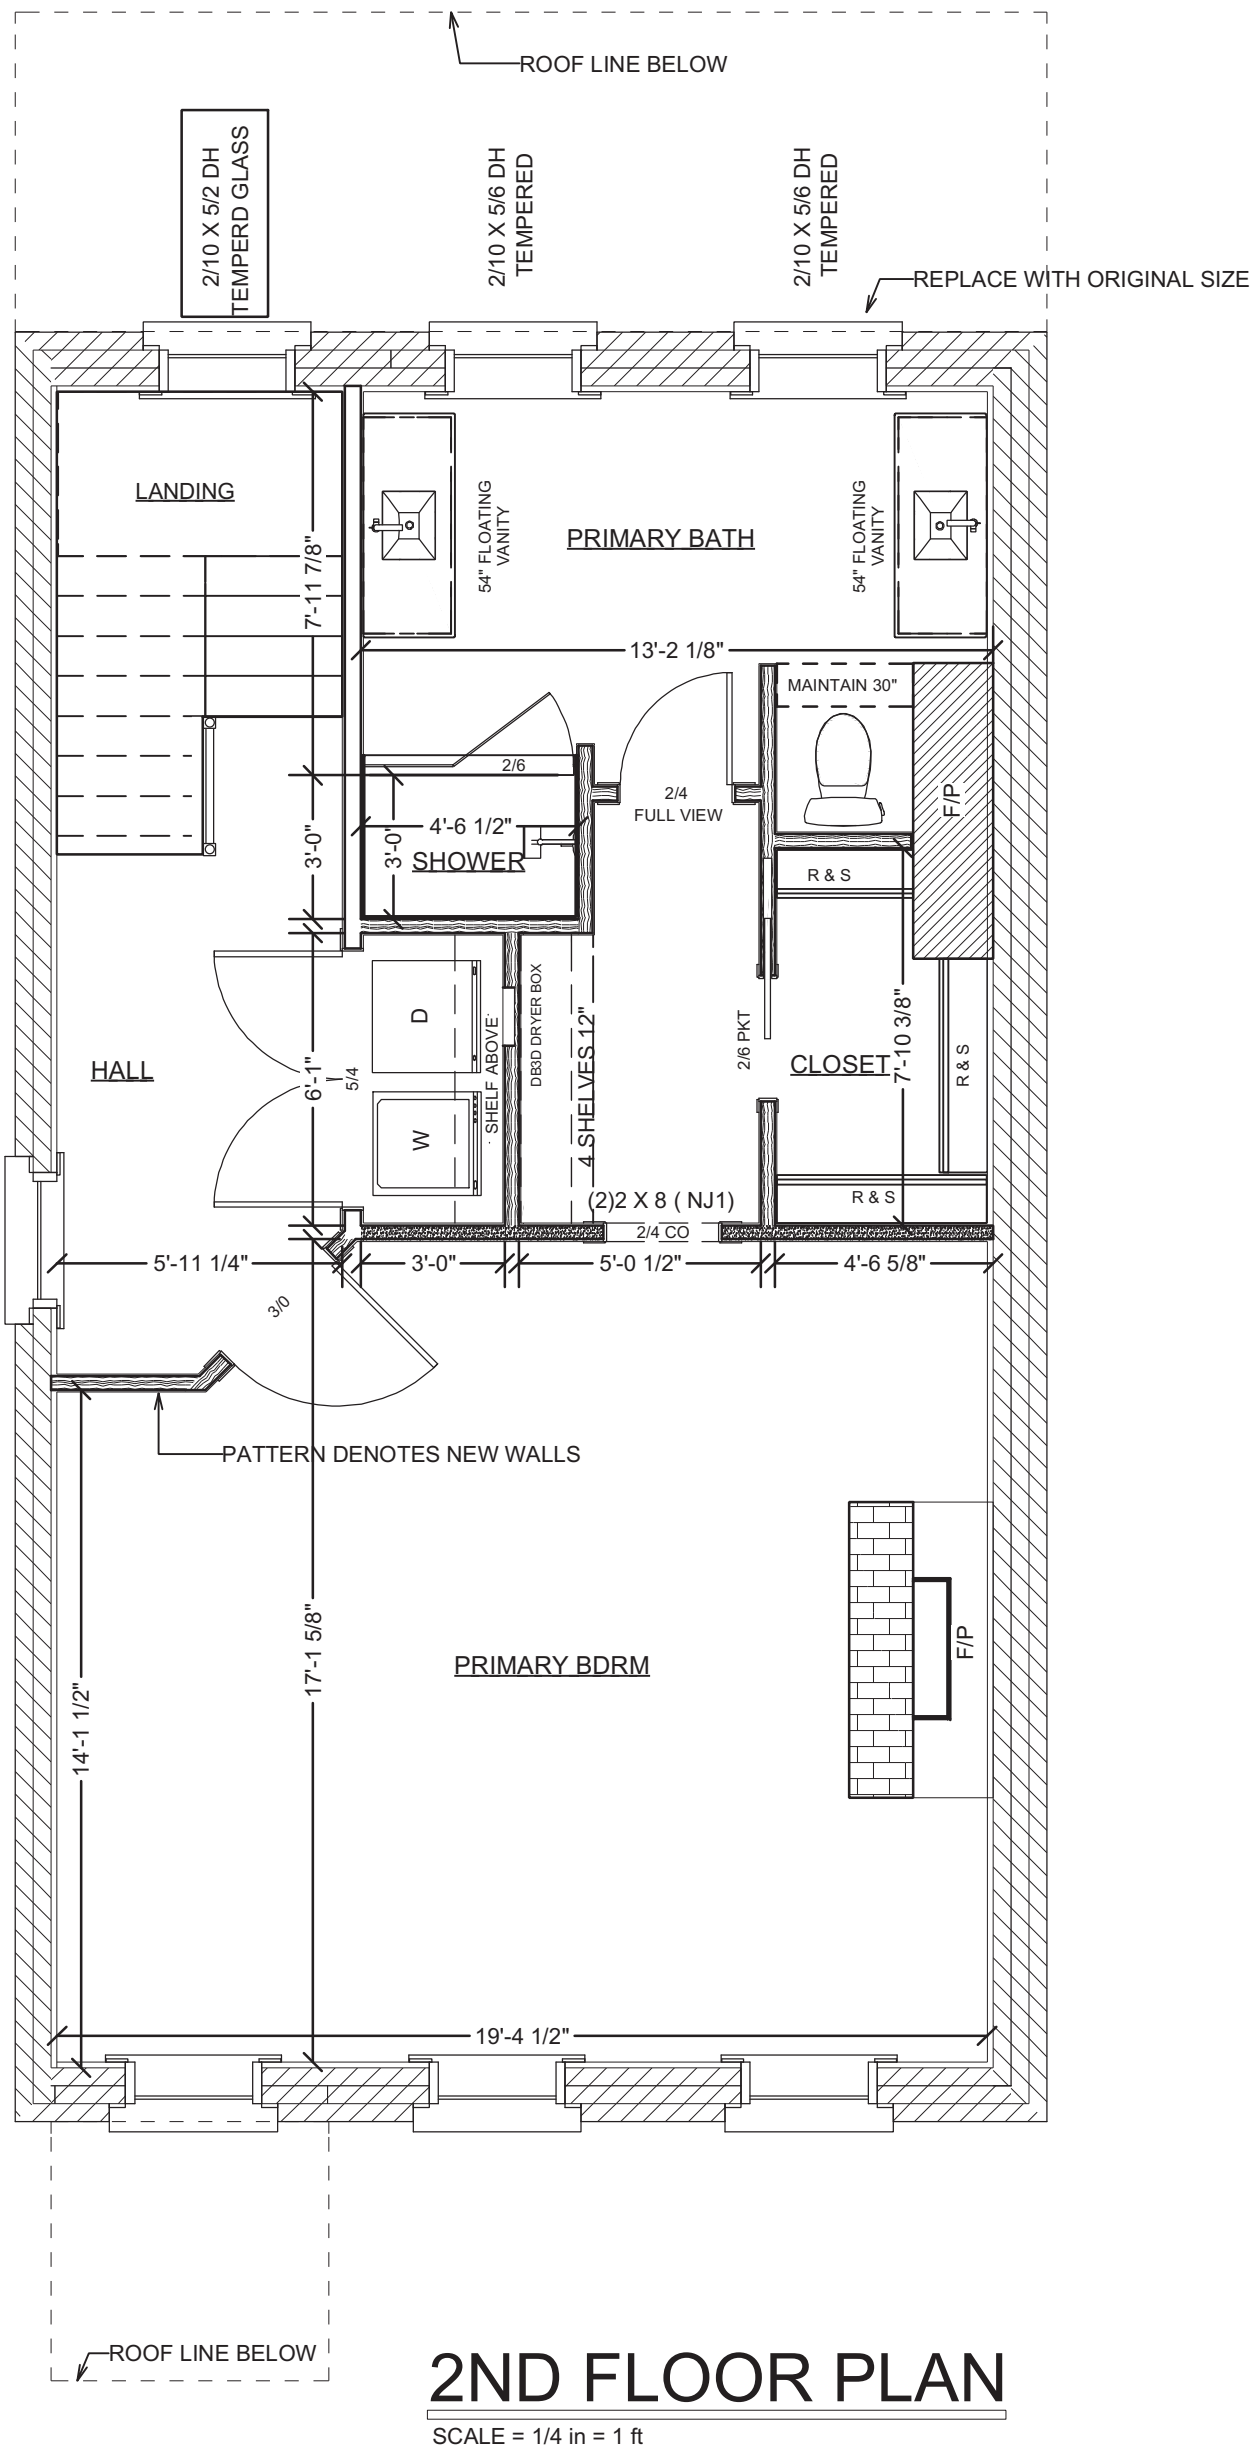 ROOF LINE BELOW
2/10 X 5/2 DH
TEMPERD GLASS
2/10 X 5/6 DH
TEMPERED
2/10 X 5/6 DH
TEMPERED
REPLACE WITH ORIGINAL SIZE
LANDING
7'-11 7/8"
54" FLOATING
VANITY
PRIMARY BATH
54" FLOATING
VANITY
13'-2 1/8"
MAINTAIN 30"
2/6
2/4
FULL VIEW
F/P
3'-0"
3'-0"
4'-6 1/2"
SHOWER
R & S
D
DB3D DRYER BOX
4 SHELVES 12"
SHELF ABOVE
2/6 PKT
CLOSET
7'-10 3/8"
R & S
HALL
6'-1"
5/4
W
R & S
(2)2 X 8 ( NJ1)
2/4 CO
5'-11 1/4"
3'-0"
5'-0 1/2"
4'-6 5/8"
3/0
PATTERN DENOTES NEW WALLS
17'-1 5/8"
14'-1 1/2"
PRIMARY BDRM
F/P
19'-4 1/2"
ROOF LINE BELOW
2ND FLOOR PLAN
SCALE = 1/4 in = 1 ft